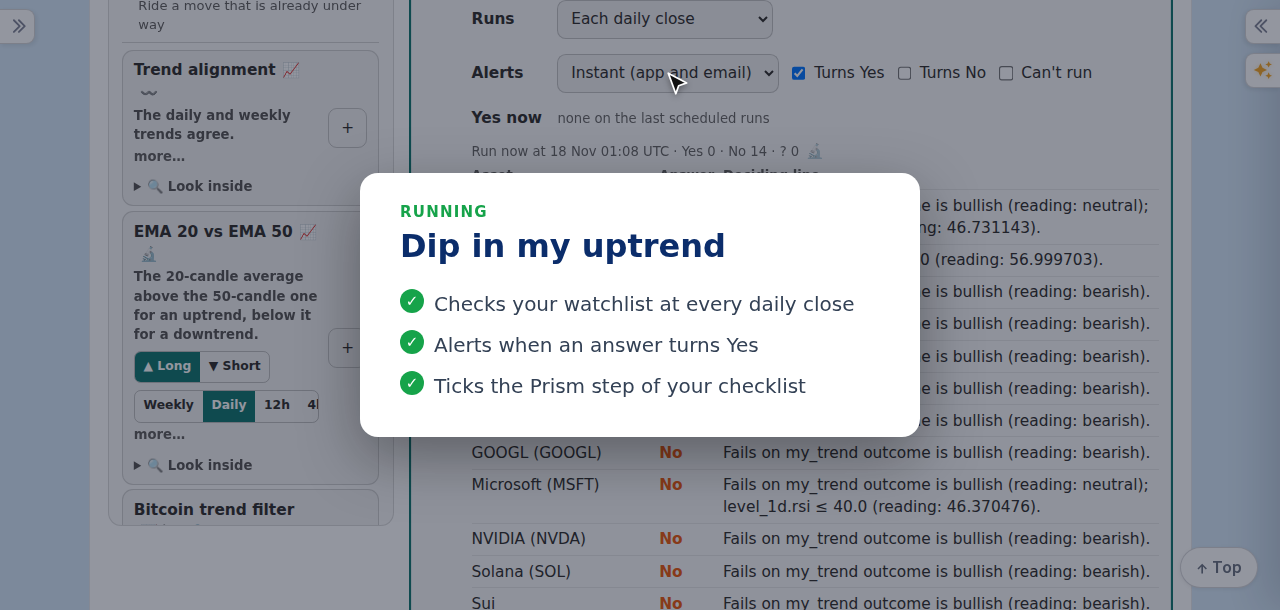 Ride a move that is already under
way
Trend alignment
The daily and weekly
trends agree.
more...
+
Look inside
EMA 20 vs EMA 50
The 20-candle average
above the 50-candle one
for an uptrend, below it
for a downtrend.
+
▲ Long ▼ Short
Weekly Daily 12h
more...
Look inside
Bitcoin trend filter
Runs Each daily close
Alerts Instant (app and email) Turns Yes Turns No Can't run
Yes now none on the last scheduled runs
Run now at 18 Nov 01:08 UTC · Yes 0 · No 14 · ? 0
RUNNING
Dip in my uptrend
✓ Checks your watchlist at every daily close
✓ Alerts when an answer turns Yes
✓ Ticks the Prism step of your checklist
e is bullish (reading: neutral);
ng: 46.731143).
0 (reading: 56.999703).
e is bullish (reading: bearish).
e is bullish (reading: bearish).
e is bullish (reading: bearish).
e is bullish (reading: bearish).
e is bullish (reading: bearish).
GOOGL (GOOGL) No Fails on my_trend outcome is bullish (reading: bearish).
Microsoft (MSFT) No Fails on my_trend outcome is bullish (reading: neutral);
level_1d.rsi ≤ 40.0 (reading: 46.370476).
NVIDIA (NVDA) No Fails on my_trend outcome is bullish (reading: bearish).
Solana (SOL) No Fails on my_trend outcome is bullish (reading: bearish).
Sui No Fails on my_trend outcome is bullish (reading: bearish).
↑ Top